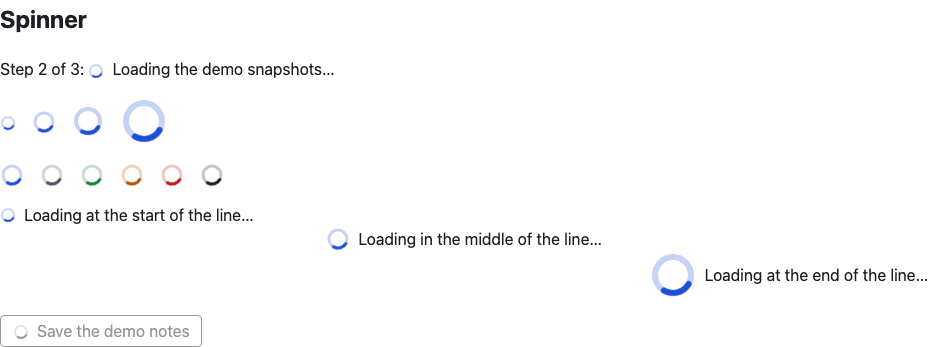 Spinner
Step 2 of 3: Loading the demo snapshots...
Loading at the start of the line...
Loading in the middle of the line...
Loading at the end of the line...
Save the demo notes